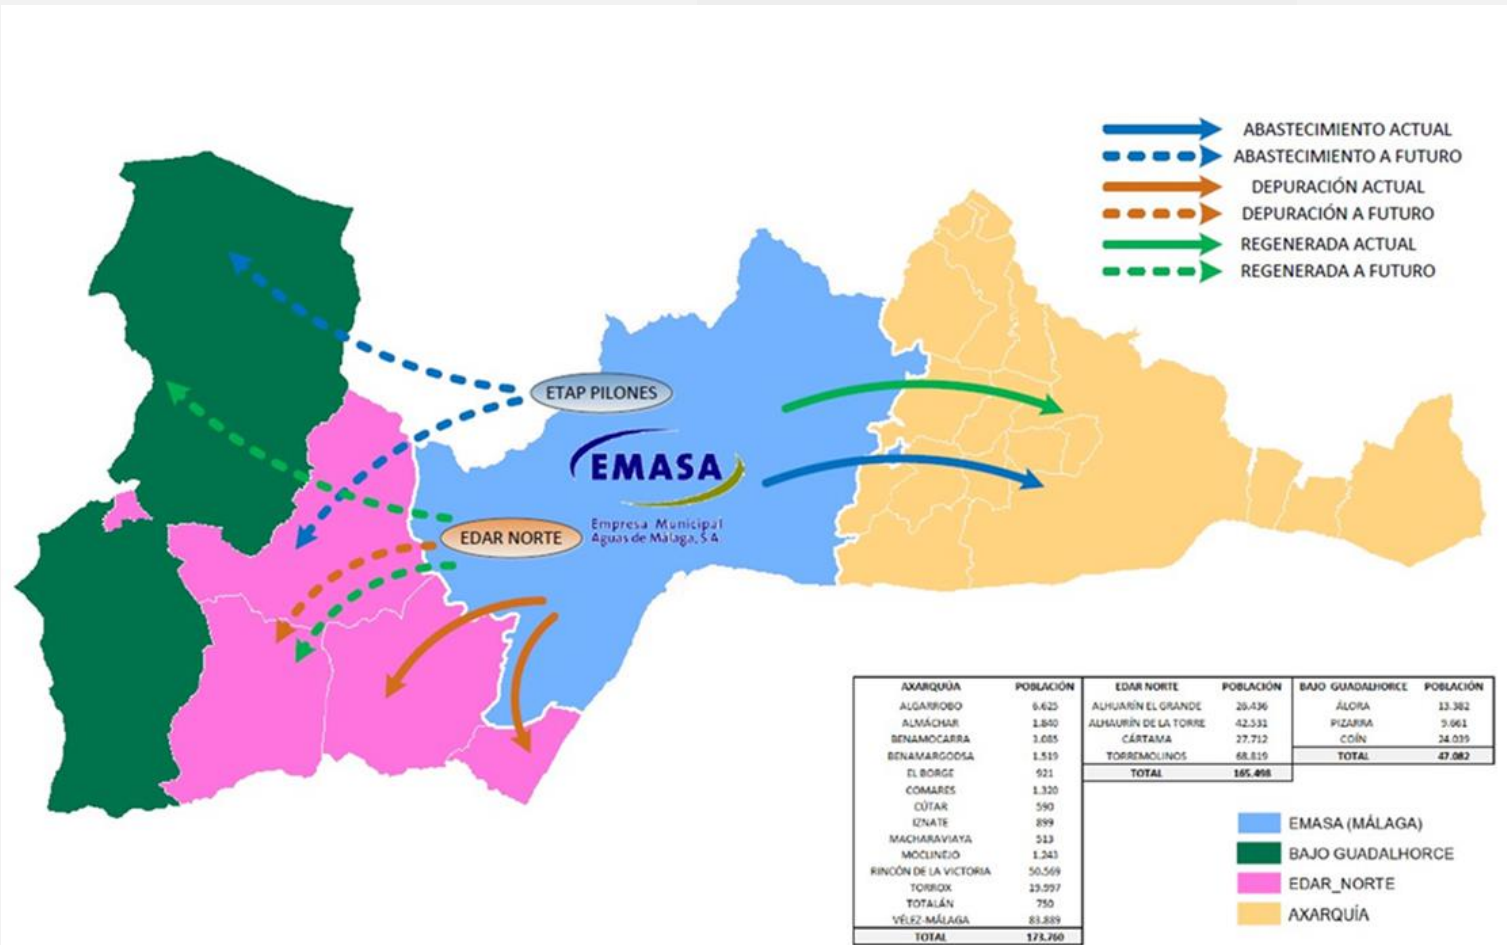 ABASTECIMIENTO ACTUAL
ABASTECIMIENTO A FUTURO
DEPURACIÓN ACTUAL
DEPURACIÓN A FUTURO
REGENERADA ACTUAL
REGENERADA A FUTURO
ETAP PILONES
EMASA
Empresa Municipal
Aguas de Málaga, S.A.
EDAR NORTE
AXARQUÚA POBLACIÓN EDAR NORTE POBLACIÓN BAJO GUADALHORCE POBLACIÓN
ALGARROBO 6.625 ALHUARÍN EL GRANDE 26.436 ÁLORA 13.382
ALMÁCHAR 1.840 ALHAURÍN DE LA TORRE 42.531 PIZARRA 9.661
BENAMOCARRA 3.085 CÁRTAMA 27.712 COÍN 24.039
BENAMARGODSA 1.519 TORREMOLINOS 68.819 TOTAL 47.082
EL BORGE 921 TOTAL 165.498
COMARES 1.320
CÚTAR 590
IZNATE 899
MACHARAVIAYA 513
MOCLINEJO 1.243
RINCÓN DE LA VICTORIA 50.569
TORROX 19.997
TOTALÁN 750
VÉLEZ-MÁLAGA 83.889
TOTAL 173.760
EMASA (MÁLAGA)
BAJO GUADALHORCE
EDAR_NORTE
AXARQUÍA